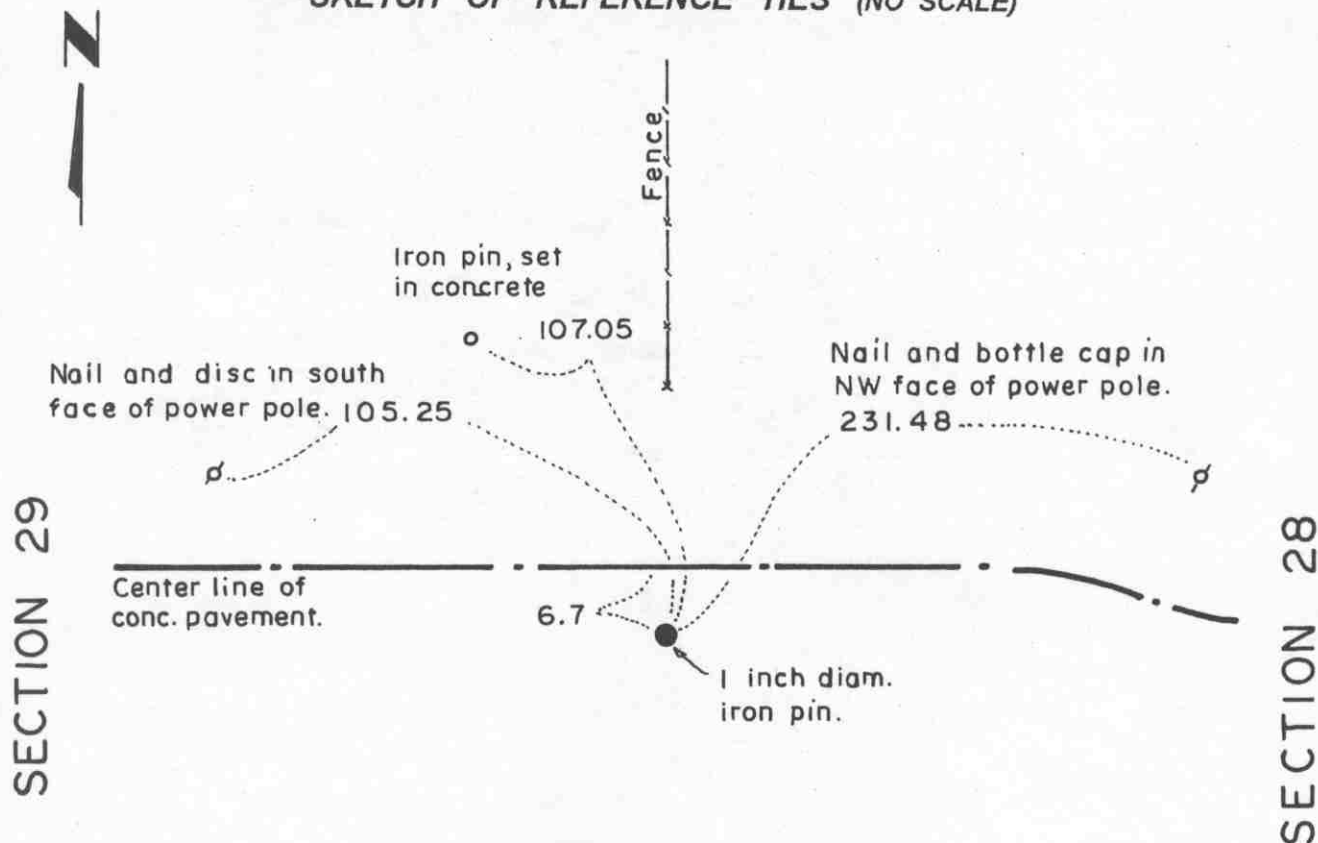 SKETCH OF REFERENCE TIES (NO SCALE)
N
Fence
Iron pin, set
in concrete
107.05
Nail and disc in south
face of power pole. 105.25
Nail and bottle cap in
NW face of power pole.
231.48
SECTION 29
Center line of
conc. pavement.
6.7
1 inch diam.
iron pin.
SECTION 28